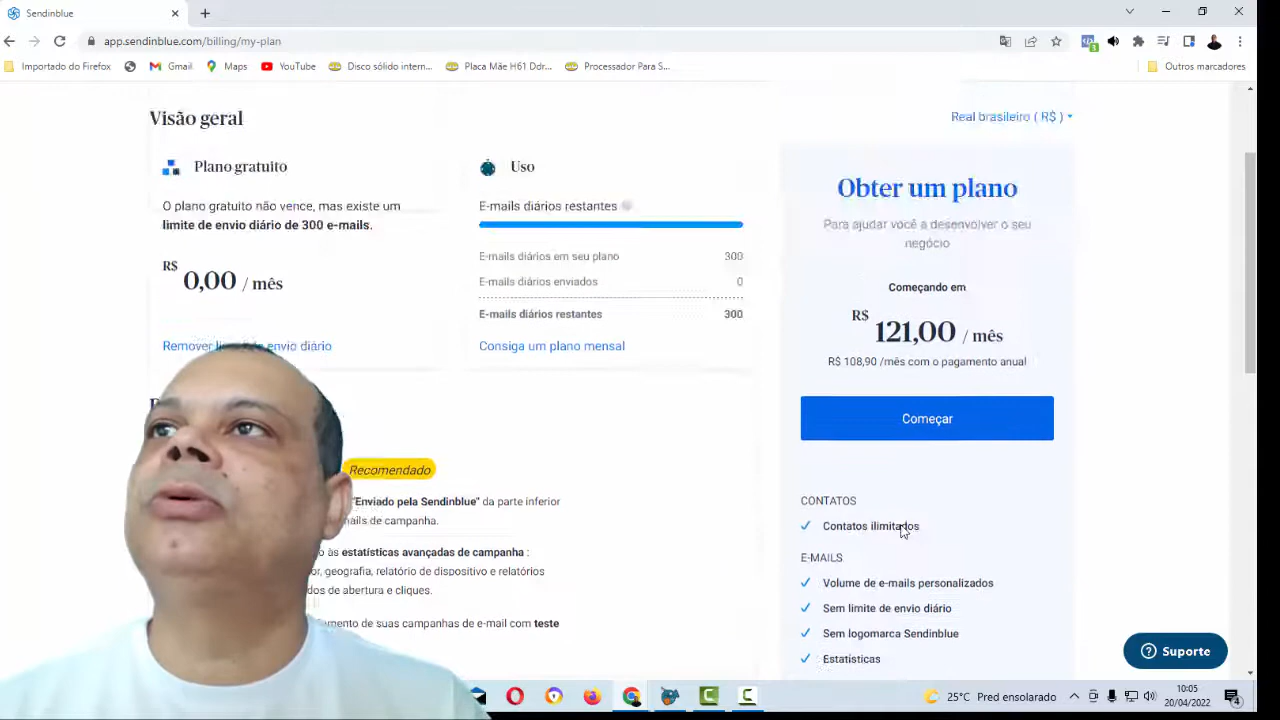 Sendinblue
app.sendinblue.com/billing/my-plan
3
Importado do Firefox
Gmail
Maps
YouTube
Disco sólido intern...
Placa Mãe H61 Ddr...
Processador Para S...
Outros marcadores
Visão geral
Real brasileiro ( R$ )
Plano gratuito
O plano gratuito não vence, mas existe um
limite de envio diário de 300 e-mails.
R$ 0,00 / mês
Remover envio diário
Uso
E-mails diários restantes
E-mails diários em seu plano 300
E-mails diários enviados 0
E-mails diários restantes 300
Consiga um plano mensal
Obter um plano
Para ajudar você a desenvolver o seu
negócio
Começando em
R$ 121,00 / mês
R$ 108,90 /mês com o pagamento anual
Começar
CONTATOS
Contatos ilimitados
E-MAILS
Volume de e-mails personalizados
Sem limite de envio diário
Sem logomarca Sendinblue
Estatísticas
Recomendado
"Enviado pela Sendinblue" da parte inferior
de campanha.
às estatísticas avançadas de campanha :
geografia, relatório de dispositivo e relatórios
de abertura e cliques.
de suas campanhas de e-mail com teste
Suporte
25°C Pred ensolarado
10:05
20/04/2022
4